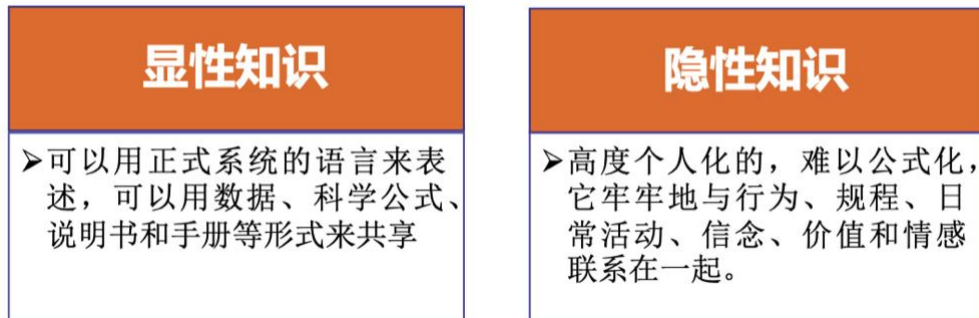 显性知识
➢可以用正式系统的语言来表
述，可以用数据、科学公式、
说明书和手册等形式来共享
隐性知识
➢高度个人化的，难以公式化，
它牢牢地与行为、规程、日
常活动、信念、价值和情感
联系在一起。